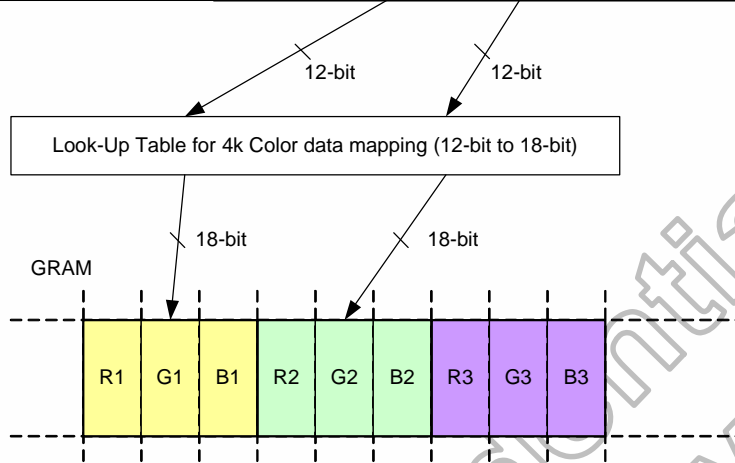 12-bit 12-bit
Look-Up Table for 4k Color data mapping (12-bit to 18-bit)
18-bit 18-bit
GRAM
R1 G1 B1 R2 G2 B2 R3 G3 B3